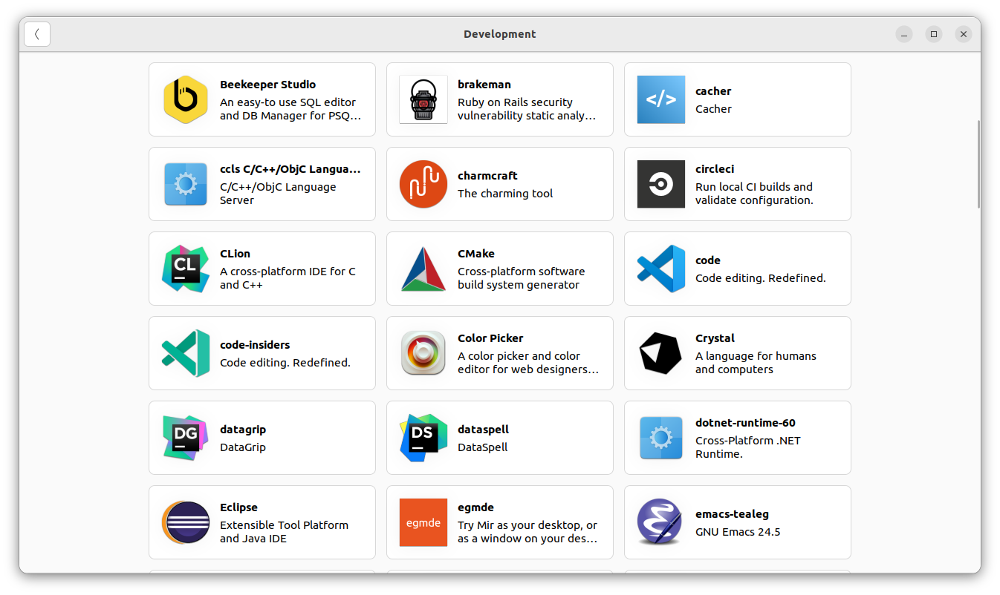 Development
Beekeeper Studio
An easy-to use SQL editor
and DB Manager for PSQ…
brakeman
Ruby on Rails security
vulnerability static analy…
</>
cacher
Cacher
ccls C/C++/ObjC Langua…
C/C++/ObjC Language
Server
charmcraft
The charming tool
circleci
Run local CI builds and
validate configuration.
CL
CLion
A cross-platform IDE for C
and C++
CMake
Cross-platform software
build system generator
code
Code editing. Redefined.
code-insiders
Code editing. Redefined.
Color Picker
A color picker and color
editor for web designers…
Crystal
A language for humans
and computers
DG
datagrip
DataGrip
DS
dataspell
DataSpell
dotnet-runtime-60
Cross-Platform .NET
Runtime.
Eclipse
Extensible Tool Platform
and Java IDE
egmde
egmde
Try Mir as your desktop, or
as a window on your des…
emacs-tealeg
GNU Emacs 24.5